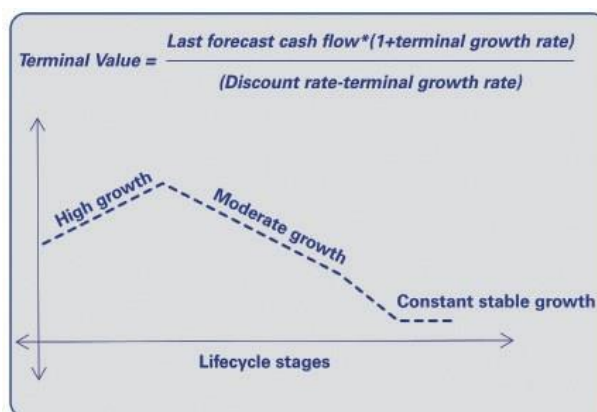 Last forecast cash flow*(1+terminal growth rate)
Terminal Value =
(Discount rate-terminal growth rate)
High growth
Moderate growth
Constant stable growth
Lifecycle stages